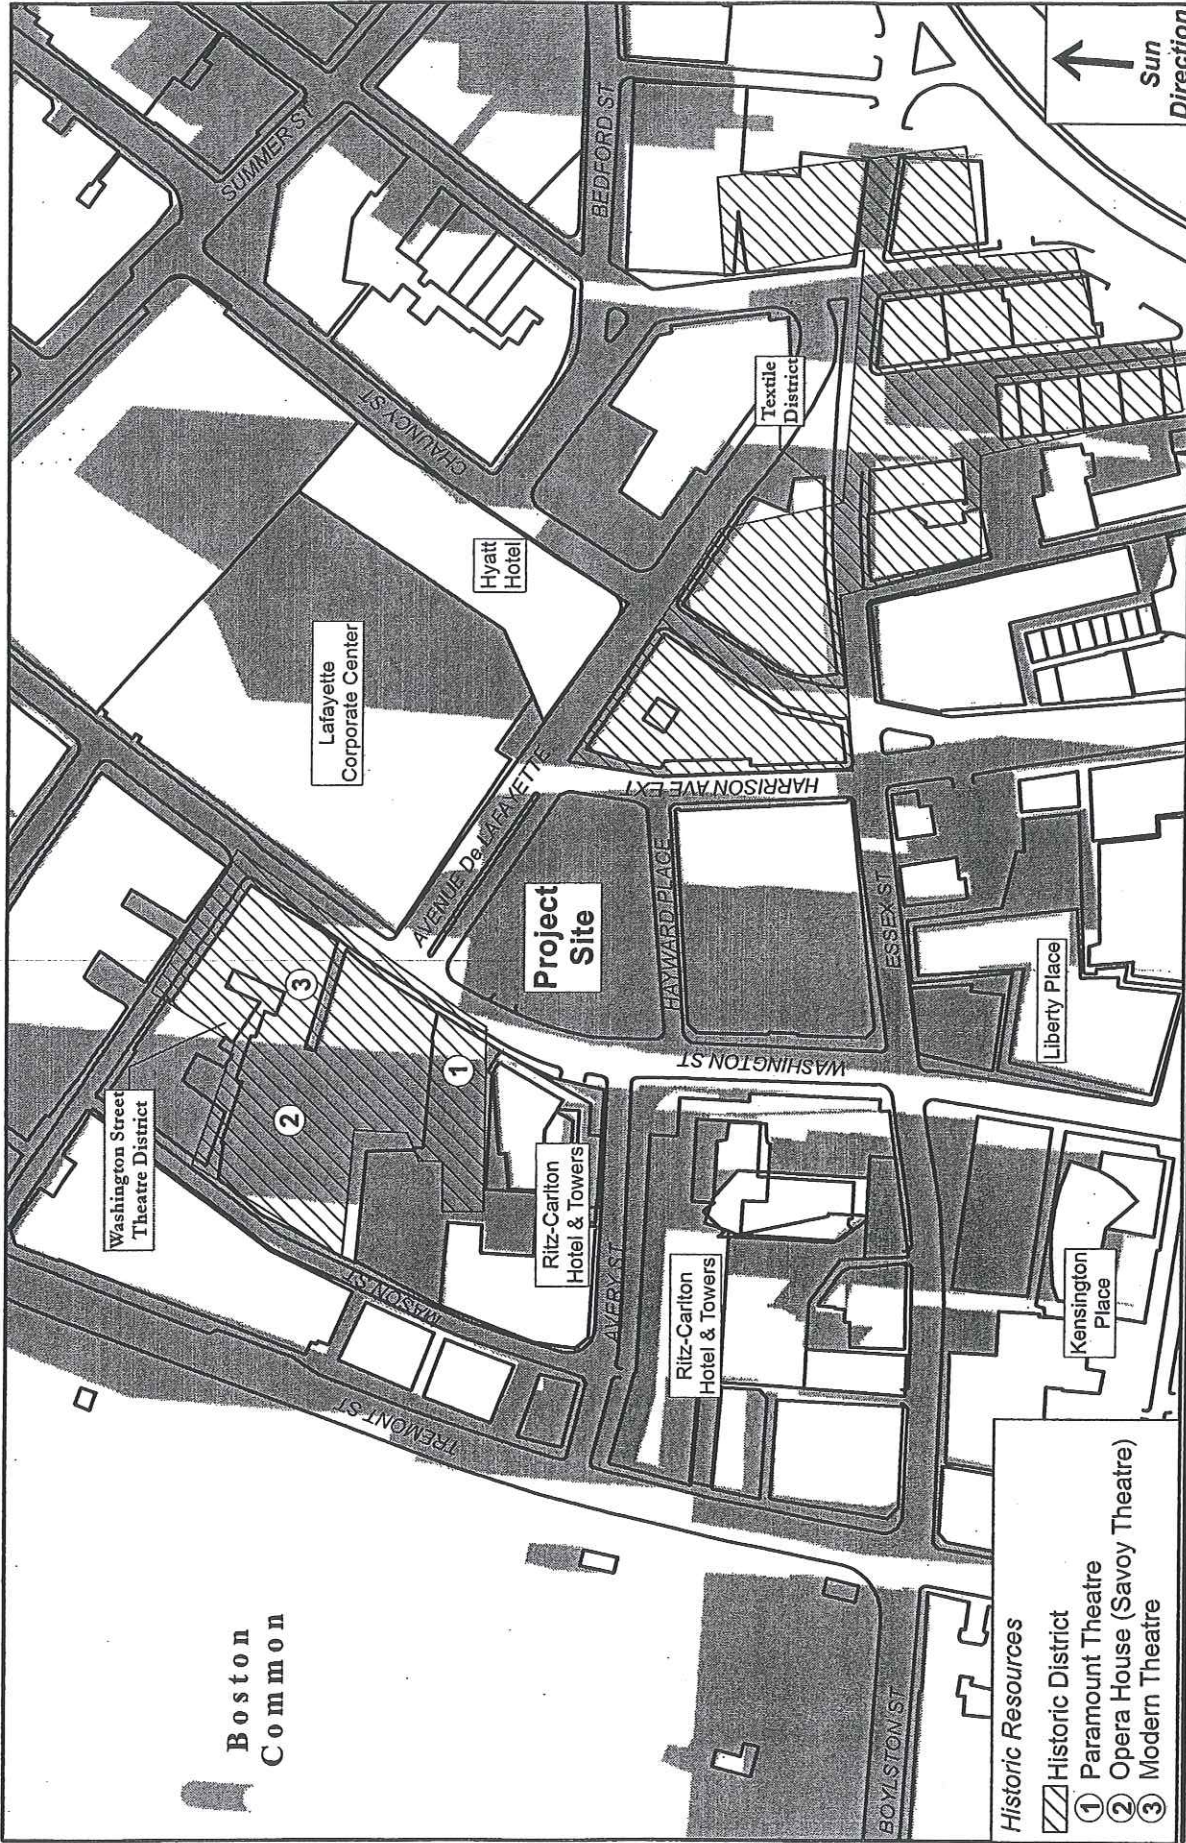 Boston
Common
Washington Street
Theatre District
Lafayette
Corporate Center
Hyatt
Hotel
SUMMER ST
CHAUNCY ST
BEDFORD ST
TREMONT ST
MASON ST
2
3
1
AVENUE De LAFAYETTE
Ritz-Carlton
Hotel & Towers
AVERY ST
Project
Site
HAYWARD PLACE
HARRISON AVE EXT
Textile
District
WASHINGTON ST
Ritz-Carlton
Hotel & Towers
BOYLSTON ST
ESSEX ST
Kensington
Place
Liberty Place
Historic Resources
Historic District
1 Paramount Theatre
2 Opera House (Savoy Theatre)
3 Modern Theatre
Sun
Direction